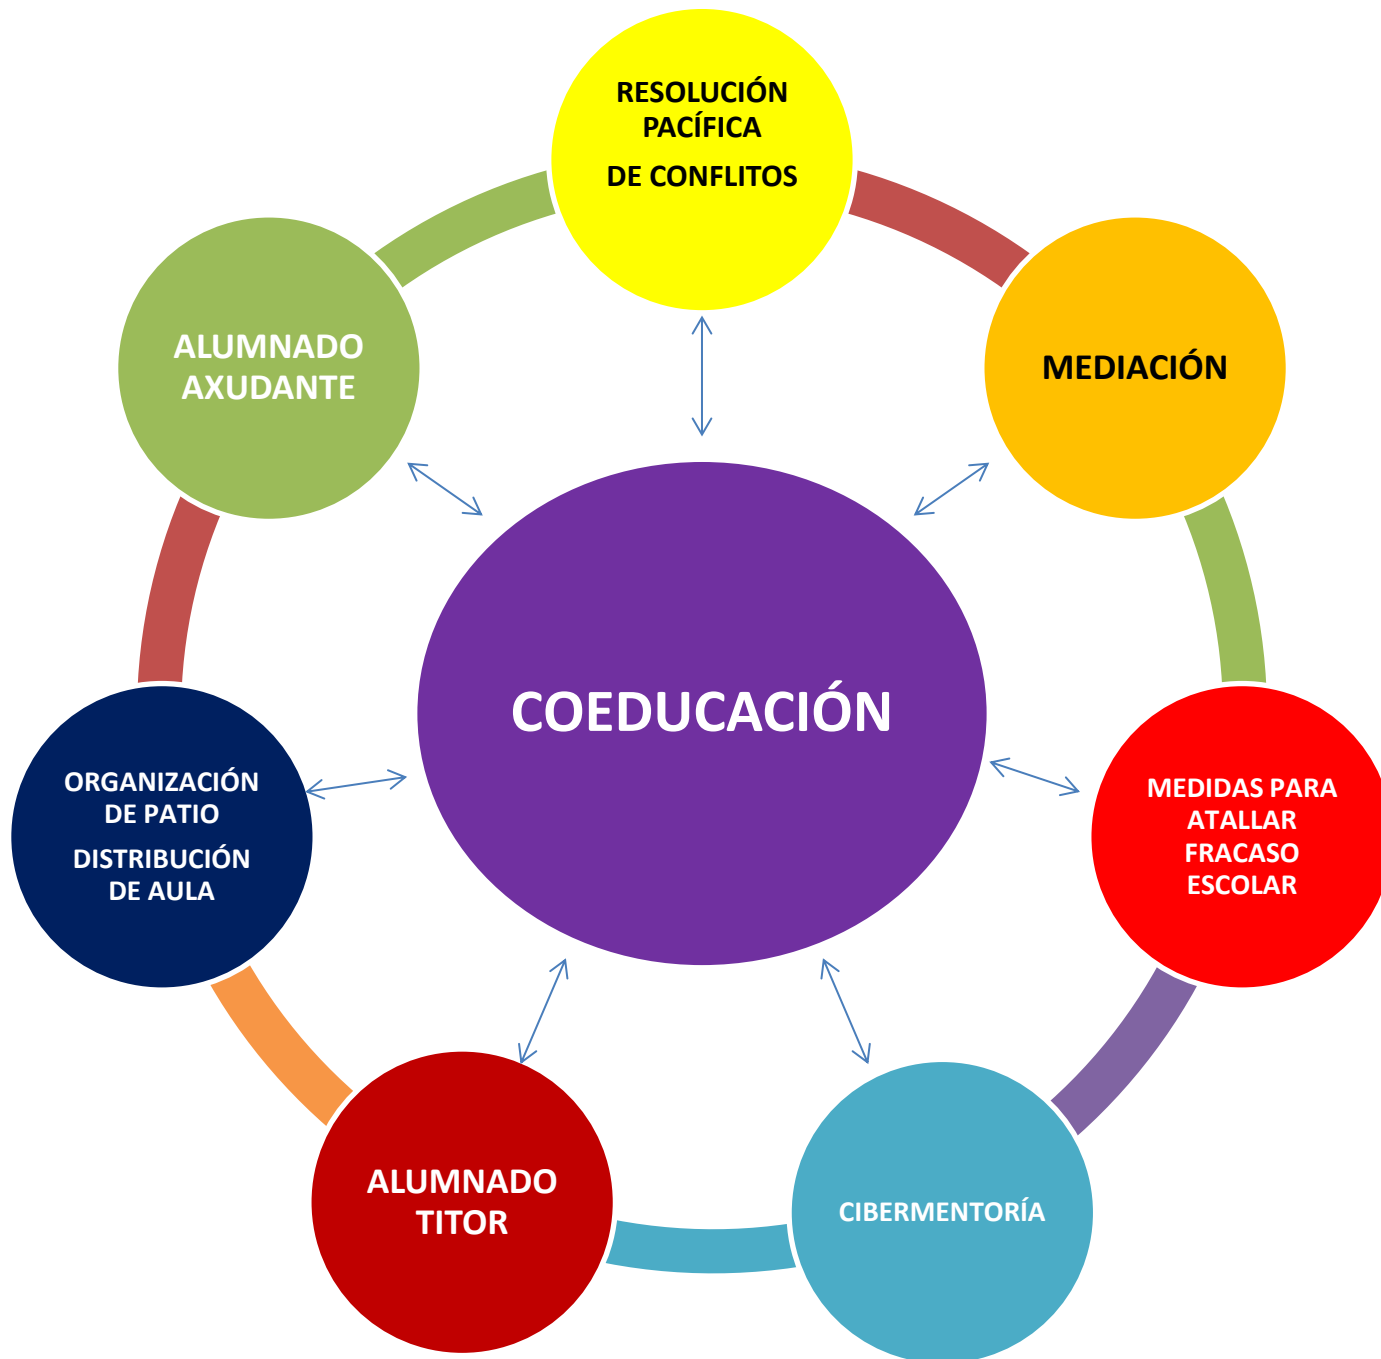 RESOLUCIÓN
PACÍFICA
DE CONFLITOS
MEDIACIÓN
MEDIDAS PARA
ATALLAR
FRACASO
ESCOLAR
CIBERMENTORÍA
ALUMNADO
TITOR
ORGANIZACIÓN
DE PATIO
DISTRIBUCIÓN
DE AULA
ALUMNADO
AXUDANTE
COEDUCACIÓN